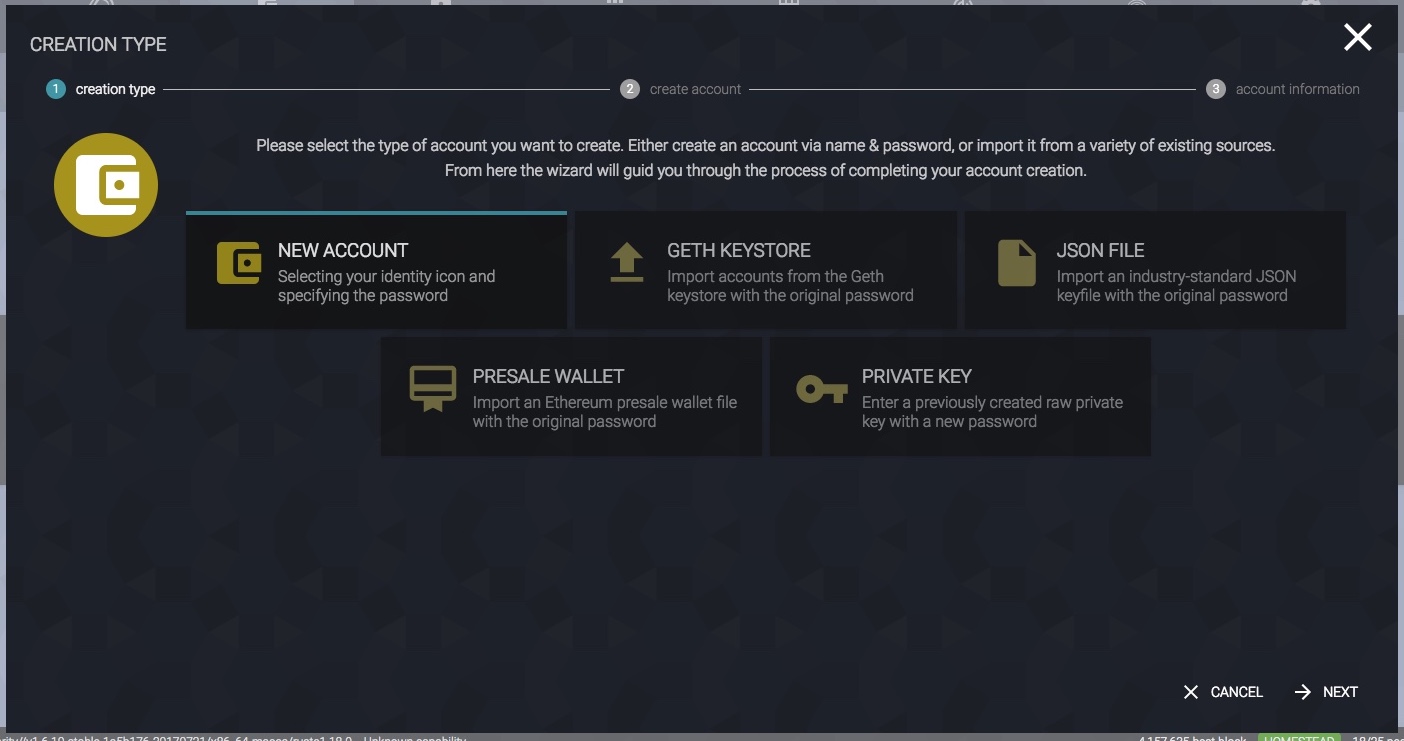 CREATION TYPE
1 creation type
2 create account
3 account information
Please select the type of account you want to create. Either create an account via name & password, or import it from a variety of existing sources.
From here the wizard will guid you through the process of completing your account creation.
NEW ACCOUNT
Selecting your identity icon and
specifying the password
GETH KEYSTORE
Import accounts from the Geth
keystore with the original password
JSON FILE
Import an industry-standard JSON
keyfile with the original password
PRESALE WALLET
Import an Ethereum presale wallet file
with the original password
PRIVATE KEY
Enter a previously created raw private
key with a new password
CANCEL
NEXT
Unknown capability
best block HOMESTEAD